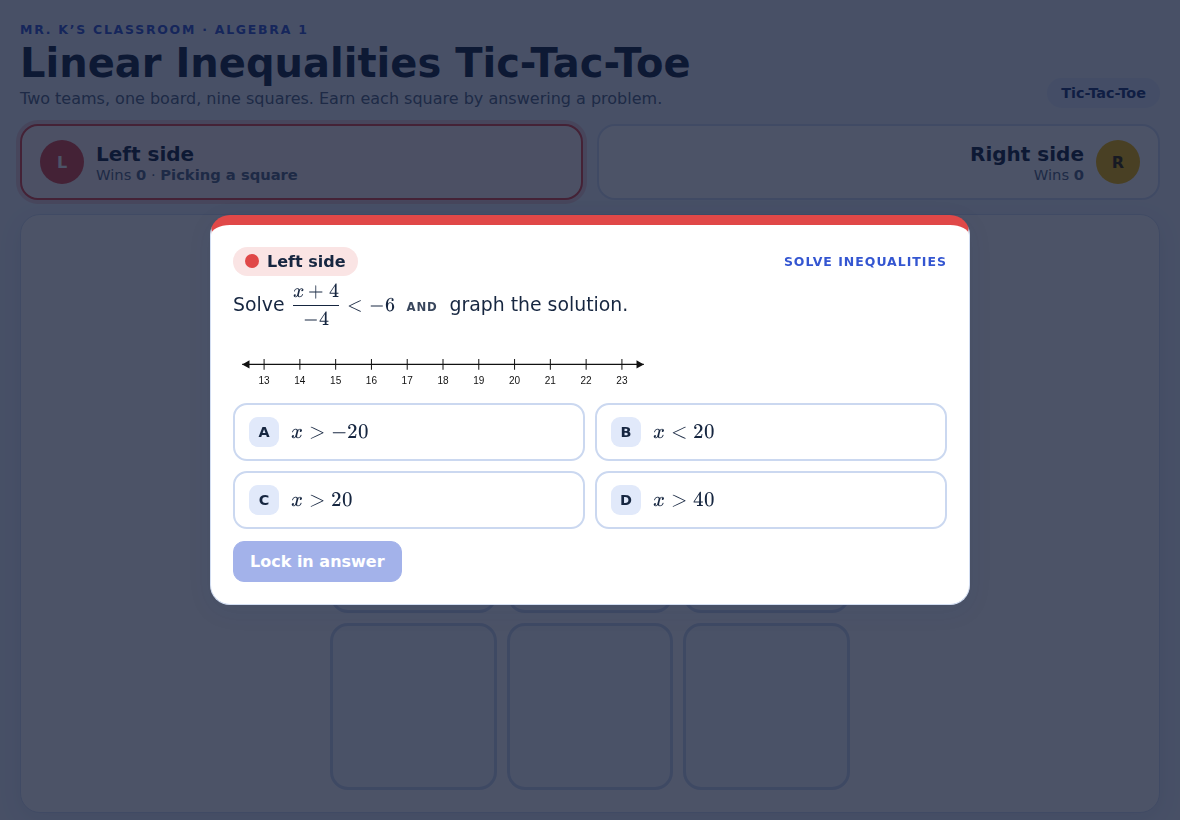 MR. K'S CLASSROOM · ALGEBRA 1
Linear Inequalities Tic-Tac-Toe
Two teams, one board, nine squares. Earn each square by answering a problem.
Tic-Tac-Toe
L
Left side
Wins 0 · Picking a square
Right side
Wins 0
R
Left side
SOLVE INEQUALITIES
Solve (x + 4)/(−4) < −6 AND graph the solution.
13 14 15 16 17 18 19 20 21 22 23
A x > −20
B x < 20
C x > 20
D x > 40
Lock in answer